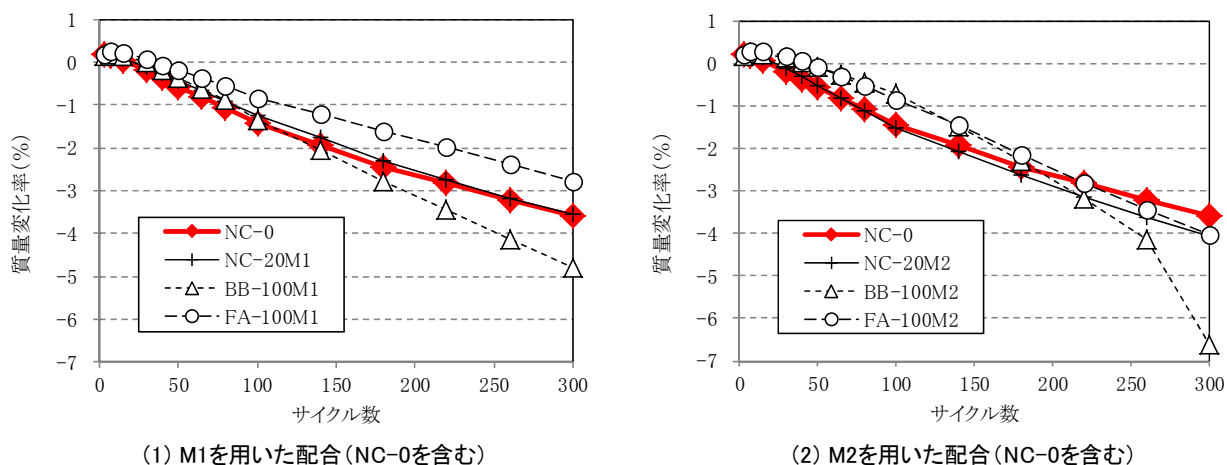 1
0
-1
-2
-3
-4
-5
-6
-7
質量変化率(%)
NC-0
NC-20M1
BB-100M1
FA-100M1
0 50 100 150 200 250 300
サイクル数
(1) M1を用いた配合(NC-0を含む)
1
0
-1
-2
-3
-4
-5
-6
-7
質量変化率(%)
NC-0
NC-20M2
BB-100M2
FA-100M2
0 50 100 150 200 250 300
サイクル数
(2) M2を用いた配合(NC-0を含む)